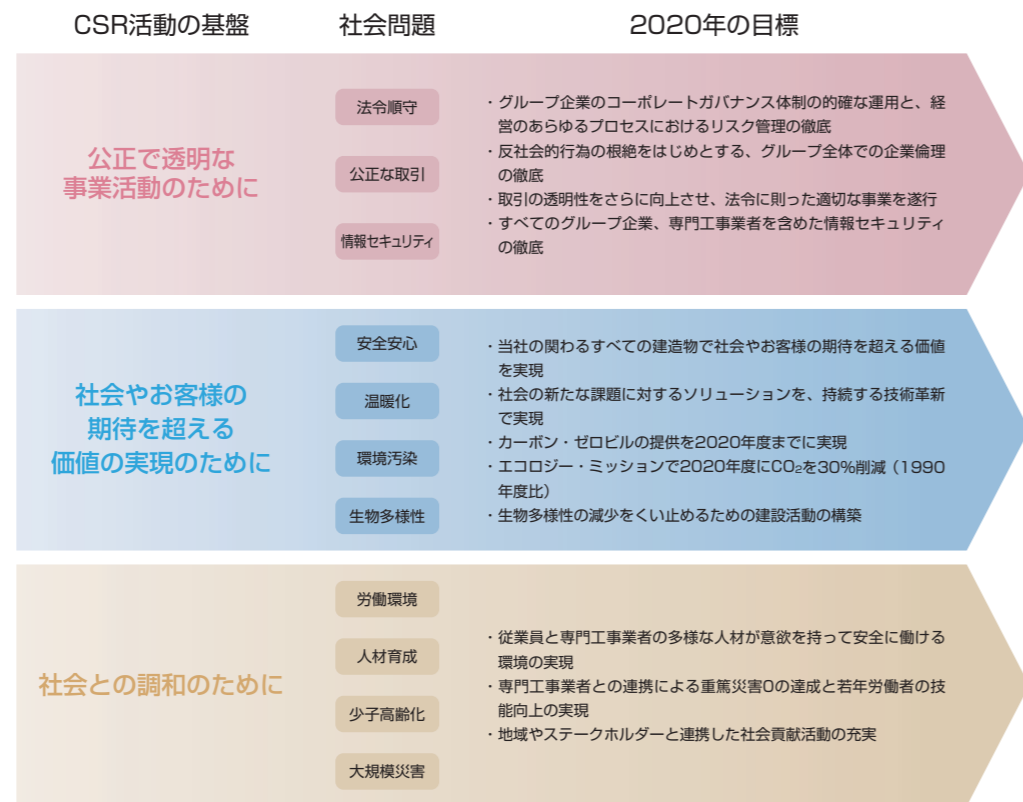 CSR活動の基盤
社会問題
2020年の目標
公正で透明な
事業活動のために
法令順守
公正な取引
情報セキュリティ
・グループ企業のコーポレートガバナンス体制の的確な運用と、経
営のあらゆるプロセスにおけるリスク管理の徹底
・反社会的行為の根絶をはじめとする、グループ全体での企業倫理
の徹底
・取引の透明性をさらに向上させ、法令に則った適切な事業を遂行
・すべてのグループ企業、専門工事業者を含めた情報セキュリティ
の徹底
社会やお客様の
期待を超える
価値の実現のために
安全安心
温暖化
環境汚染
生物多様性
・当社の関わるすべての建造物で社会やお客様の期待を超える価値
を実現
・社会の新たな課題に対するソリューションを、持続する技術革新
で実現
・カーボン・ゼロビルの提供を2020年度までに実現
・エコロジー・ミッションで2020年度にCO₂を30%削減（1990
年度比）
・生物多様性の減少をくい止めるための建設活動の構築
社会との調和のために
労働環境
人材育成
少子高齢化
大規模災害
・従業員と専門工事業者の多様な人材が意欲を持って安全に働ける
環境の実現
・専門工事業者との連携による重篤災害0の達成と若年労働者の技
能向上の実現
・地域やステークホルダーと連携した社会貢献活動の充実